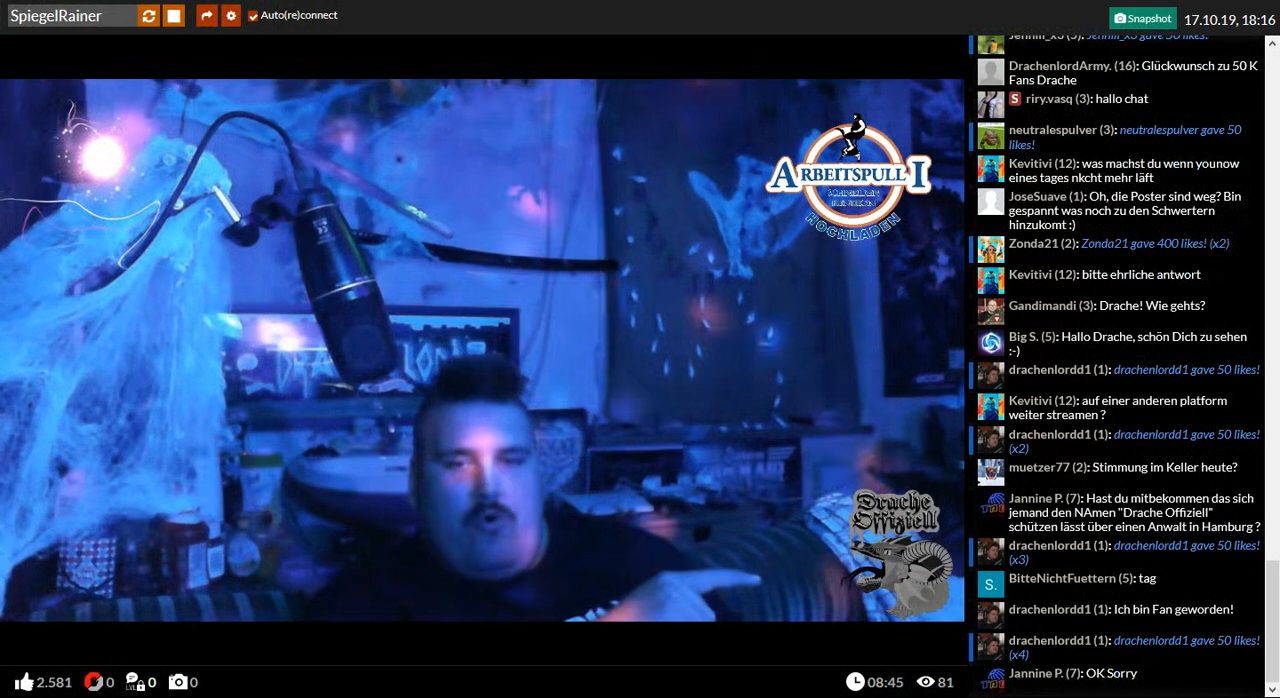 SpiegelRainer
Auto(re)connect
Snapshot
17.10.19, 18:16
ARBEITSPULLI
HOCHLADEN
Drache
Offiziell
2.581
0
LVL
0
0
08:45
81
Jennifl_x3 (3): Jennifl_x3 gave 50 likes!
DrachenlordArmy. (16): Glückwunsch zu 50 K
Fans Drache
S riry.vasq (3): hallo chat
neutralespulver (3): neutralespulver gave 50
likes!
Kevitivi (12): was machst du wenn younow
eines tages nkcht mehr läft
JoseSuave (1): Oh, die Poster sind weg? Bin
gespannt was noch zu den Schwertern
hinzukomt :)
Zonda21 (2): Zonda21 gave 400 likes! (x2)
Kevitivi (12): bitte ehrliche antwort
Gandimandi (3): Drache! Wie gehts?
Big S. (5): Hallo Drache, schön Dich zu sehen
:-)
drachenlordd1 (1): drachenlordd1 gave 50 likes!
Kevitivi (12): auf einer anderen platform
weiter streamen ?
drachenlordd1 (1): drachenlordd1 gave 50 likes!
(x2)
muetzer77 (2): Stimmung im Keller heute?
Jannine P. (7): Hast du mitbekommen das sich
jemand den NAmen "Drache Offiziell"
schützen lässt über einen Anwalt in Hamburg ?
drachenlordd1 (1): drachenlordd1 gave 50 likes!
(x3)
S.
BitteNichtFuettern (5): tag
drachenlordd1 (1): Ich bin Fan geworden!
drachenlordd1 (1): drachenlordd1 gave 50 likes!
(x4)
Jannine P. (7): OK Sorry